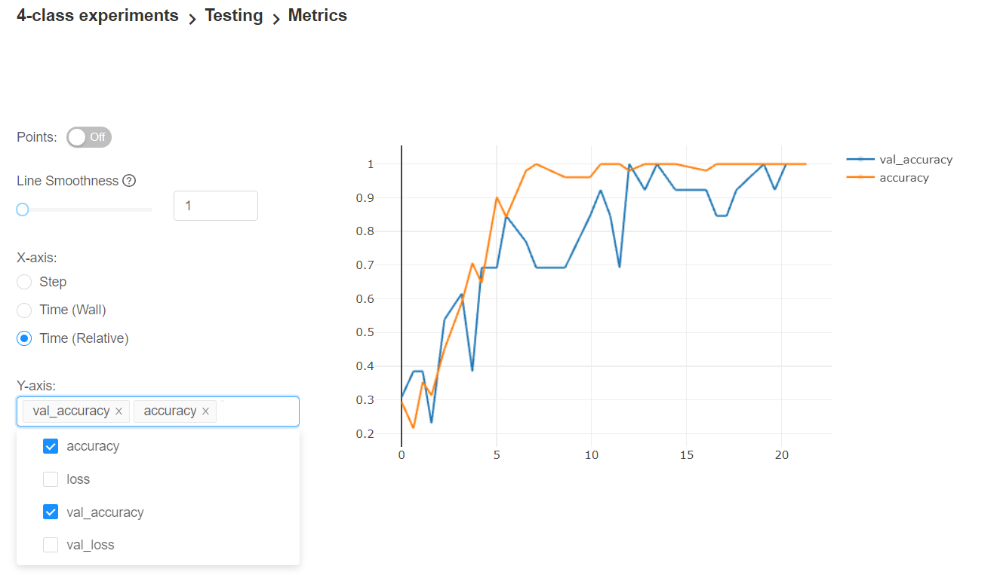 4-class experiments > Testing > Metrics
Points: Off
Line Smoothness ?
1
X-axis:
Step
Time (Wall)
Time (Relative)
Y-axis:
val_accuracy × accuracy ×
accuracy
loss
val_accuracy
val_loss
1
0.9
0.8
0.7
0.6
0.5
0.4
0.3
0.2
0 5 10 15 20
val_accuracy
accuracy